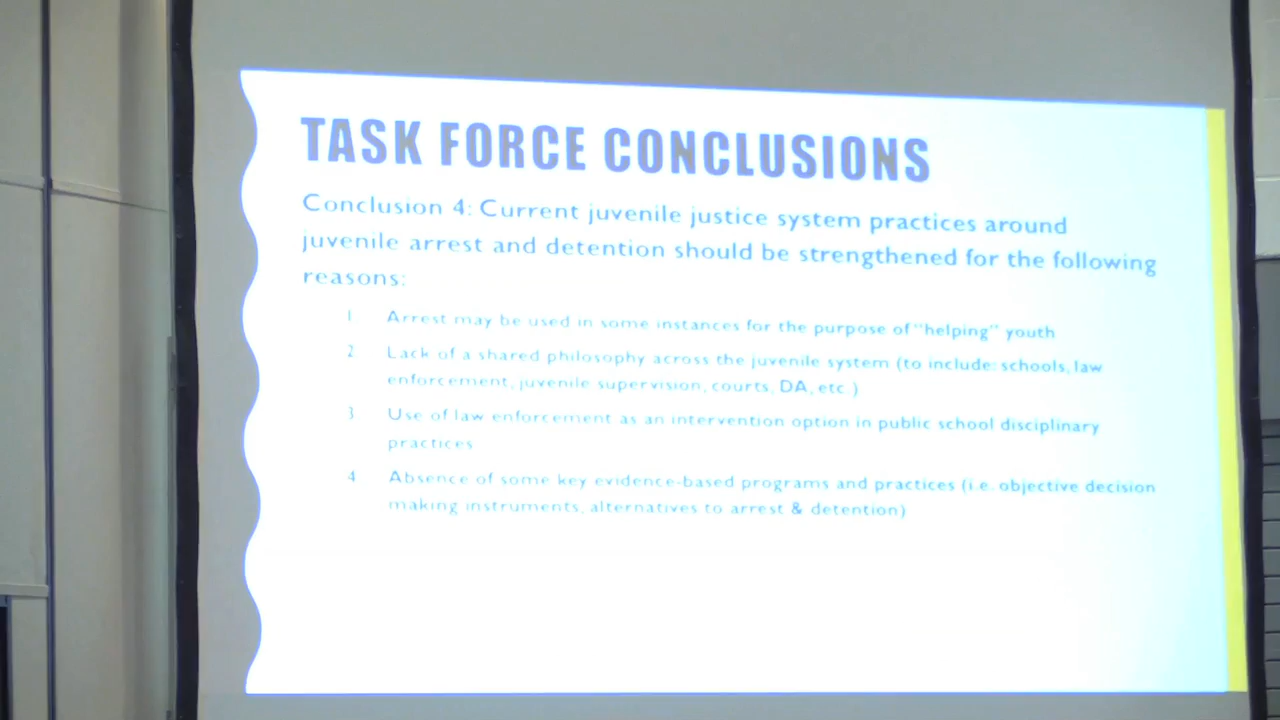 TASK FORCE CONCLUSIONS
Conclusion 4: Current juvenile justice system practices around
juvenile arrest and detention should be strengthened for the following
reasons:
1 Arrest may be used in some instances for the purpose of "helping" youth
2 Lack of a shared philosophy across the juvenile system (to include: schools, law
enforcement, juvenile supervision, courts, DA, etc.)
3 Use of law enforcement as an intervention option in public school disciplinary
practices
4 Absence of some key evidence-based programs and practices (i.e. objective decision
making instruments, alternatives to arrest & detention)